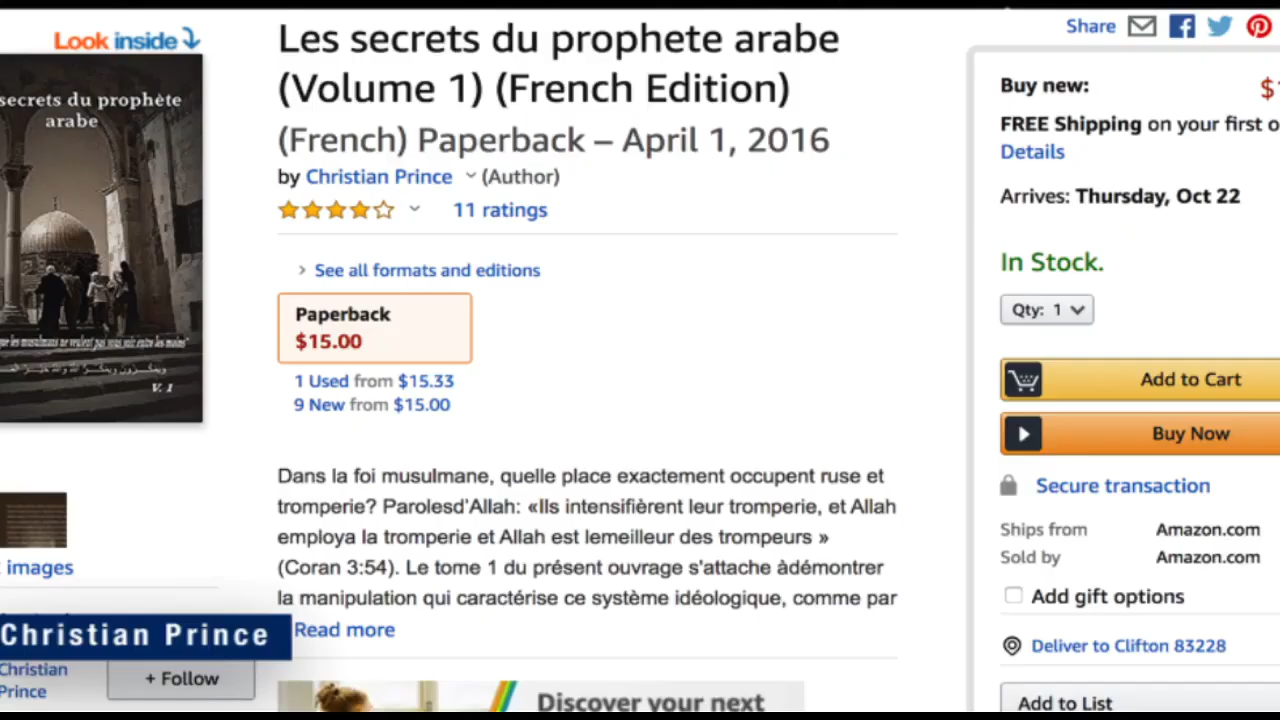 Look inside
secrets du prophète
arabe
V. 1
images
Christian Prince
Christian
Prince
+ Follow
Les secrets du prophete arabe
(Volume 1) (French Edition)
(French) Paperback – April 1, 2016
by Christian Prince (Author)
11 ratings
See all formats and editions
Paperback
$15.00
1 Used from $15.33
9 New from $15.00
Dans la foi musulmane, quelle place exactement occupent ruse et
tromperie? Parolesd'Allah: «Ils intensifièrent leur tromperie, et Allah
employa la tromperie et Allah est lemeilleur des trompeurs »
(Coran 3:54). Le tome 1 du présent ouvrage s'attache àdémontrer
la manipulation qui caractérise ce système idéologique, comme par
Read more
Discover your next
Share
Buy new:
FREE Shipping on your first
Details
Arrives: Thursday, Oct 22
In Stock.
Qty: 1
Add to Cart
Buy Now
Secure transaction
Ships from Amazon.com
Sold by Amazon.com
Add gift options
Deliver to Clifton 83228
Add to List